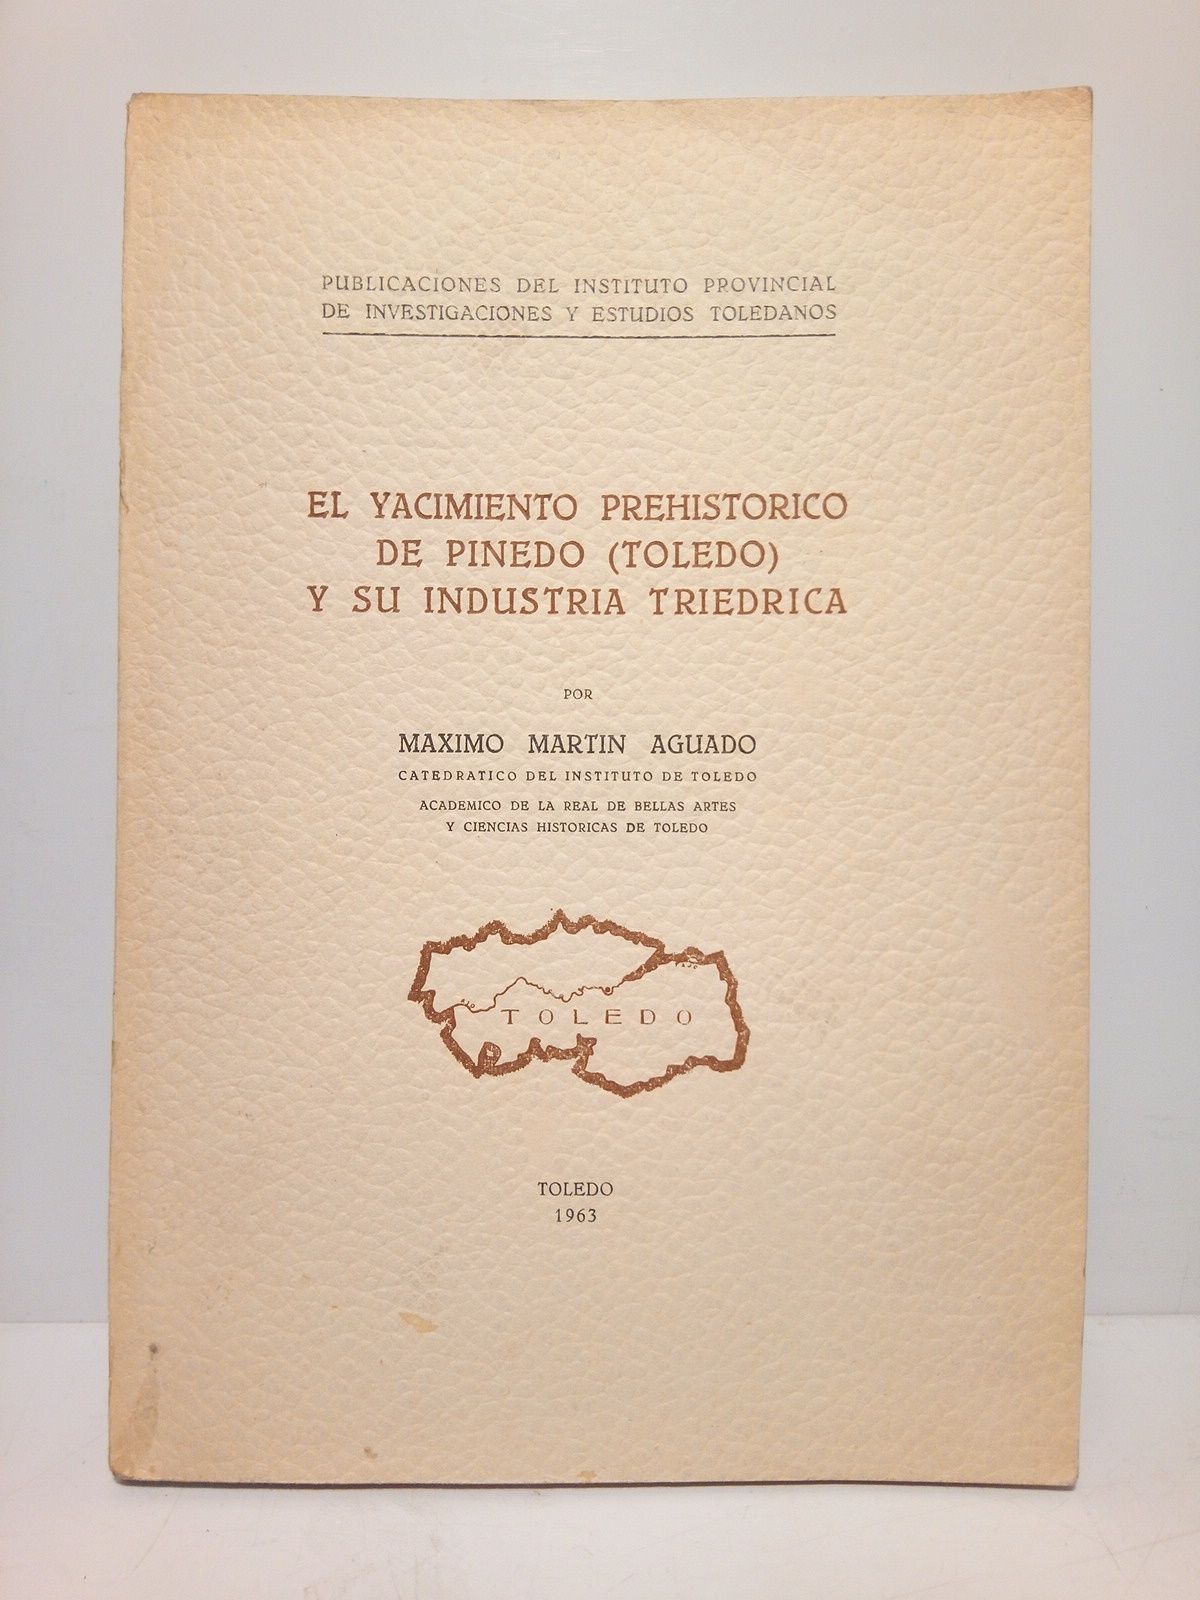 PUBLICACIONES DEL INSTITUTO PROVINCIAL
DE INVESTIGACIONES Y ESTUDIOS TOLEDANOS
EL YACIMIENTO PREHISTORICO
DE PINEDO (TOLEDO)
Y SU INDUSTRIA TRIEDRICA
POR
MAXIMO MARTIN AGUADO
CATEDRATICO DEL INSTITUTO DE TOLEDO
ACADEMICO DE LA REAL DE BELLAS ARTES
Y CIENCIAS HISTORICAS DE TOLEDO
TOLEDO
TOLEDO
1963